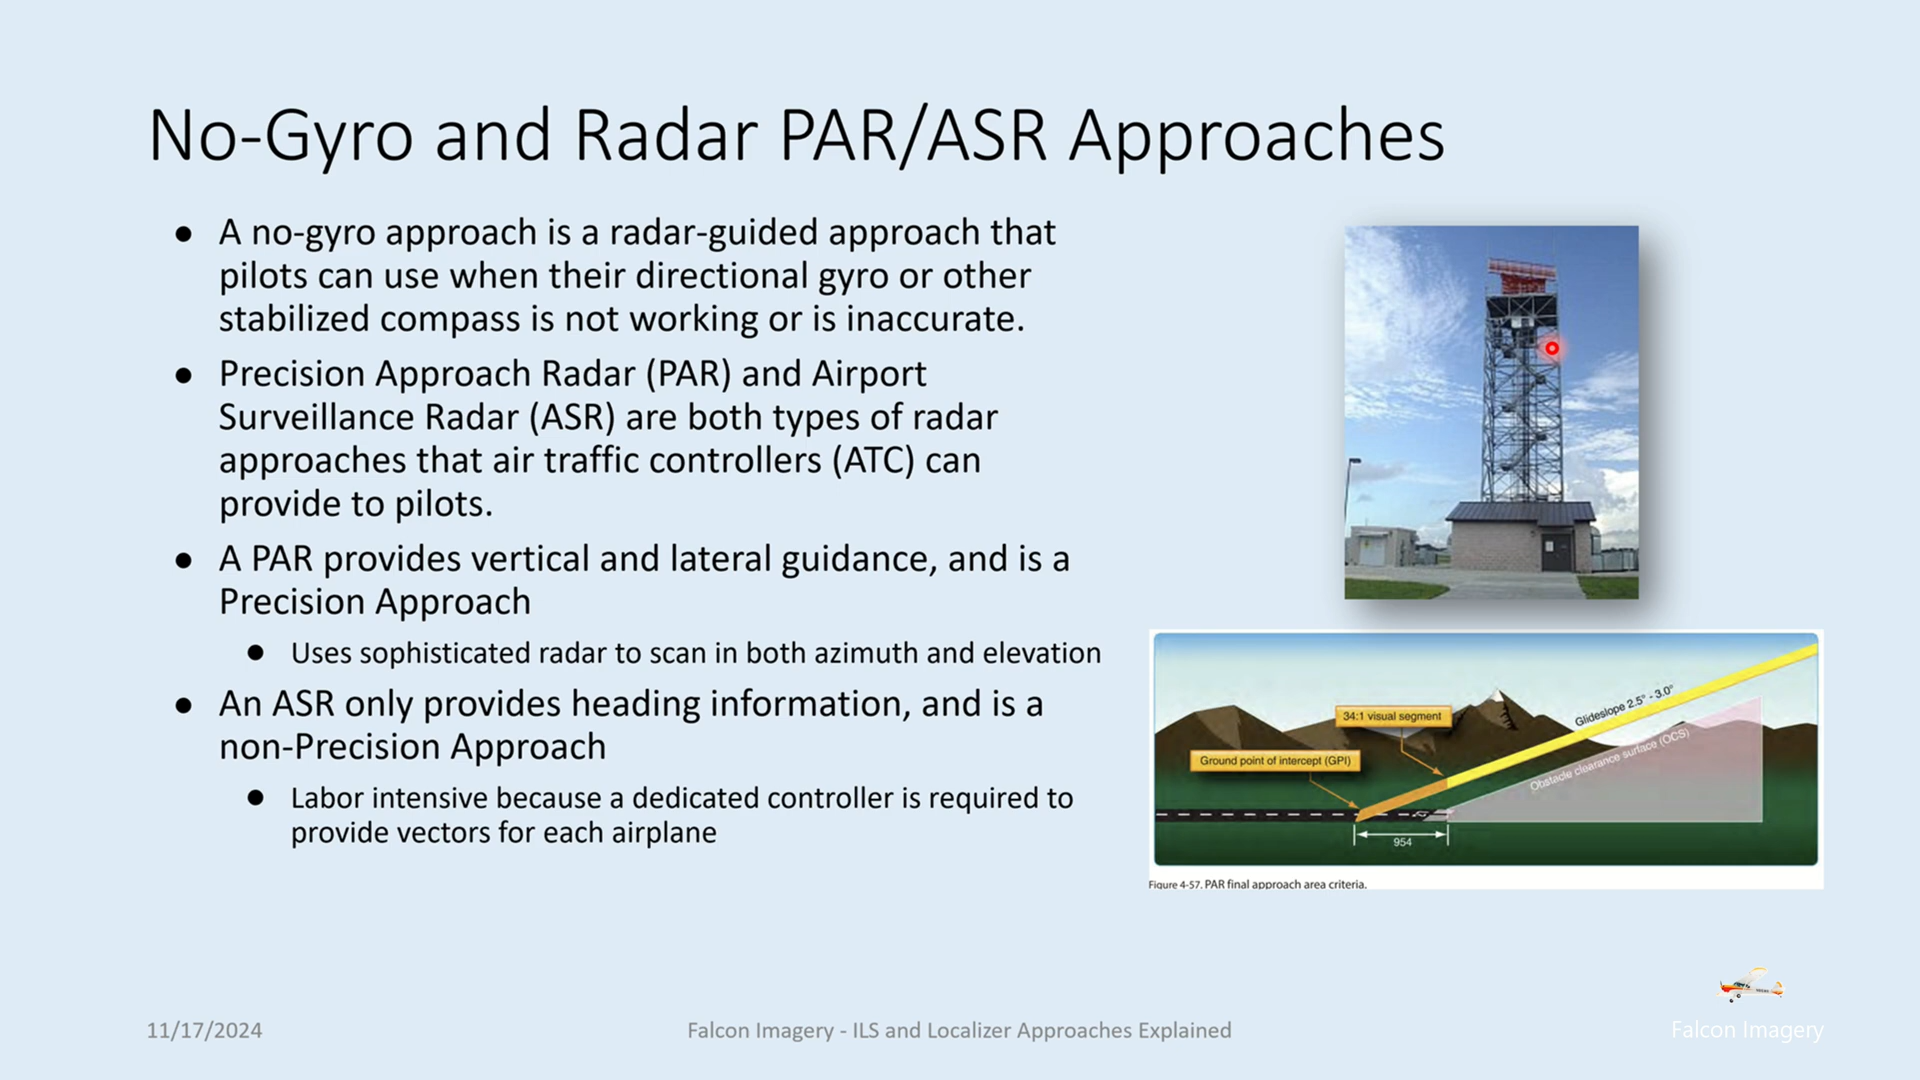 No-Gyro and Radar PAR/ASR Approaches
● A no-gyro approach is a radar-guided approach that
pilots can use when their directional gyro or other
stabilized compass is not working or is inaccurate.
● Precision Approach Radar (PAR) and Airport
Surveillance Radar (ASR) are both types of radar
approaches that air traffic controllers (ATC) can
provide to pilots.
● A PAR provides vertical and lateral guidance, and is a
Precision Approach
● Uses sophisticated radar to scan in both azimuth and elevation
● An ASR only provides heading information, and is a
non-Precision Approach
● Labor intensive because a dedicated controller is required to
provide vectors for each airplane
Glideslope 2.5° - 3.0°
34:1 visual segment
Obstacle clearance surface (OCS)
Ground point of intercept (GPI)
954
Figure 4-57. PAR final approach area criteria.
11/17/2024
Falcon Imagery - ILS and Localizer Approaches Explained
Falcon Imagery